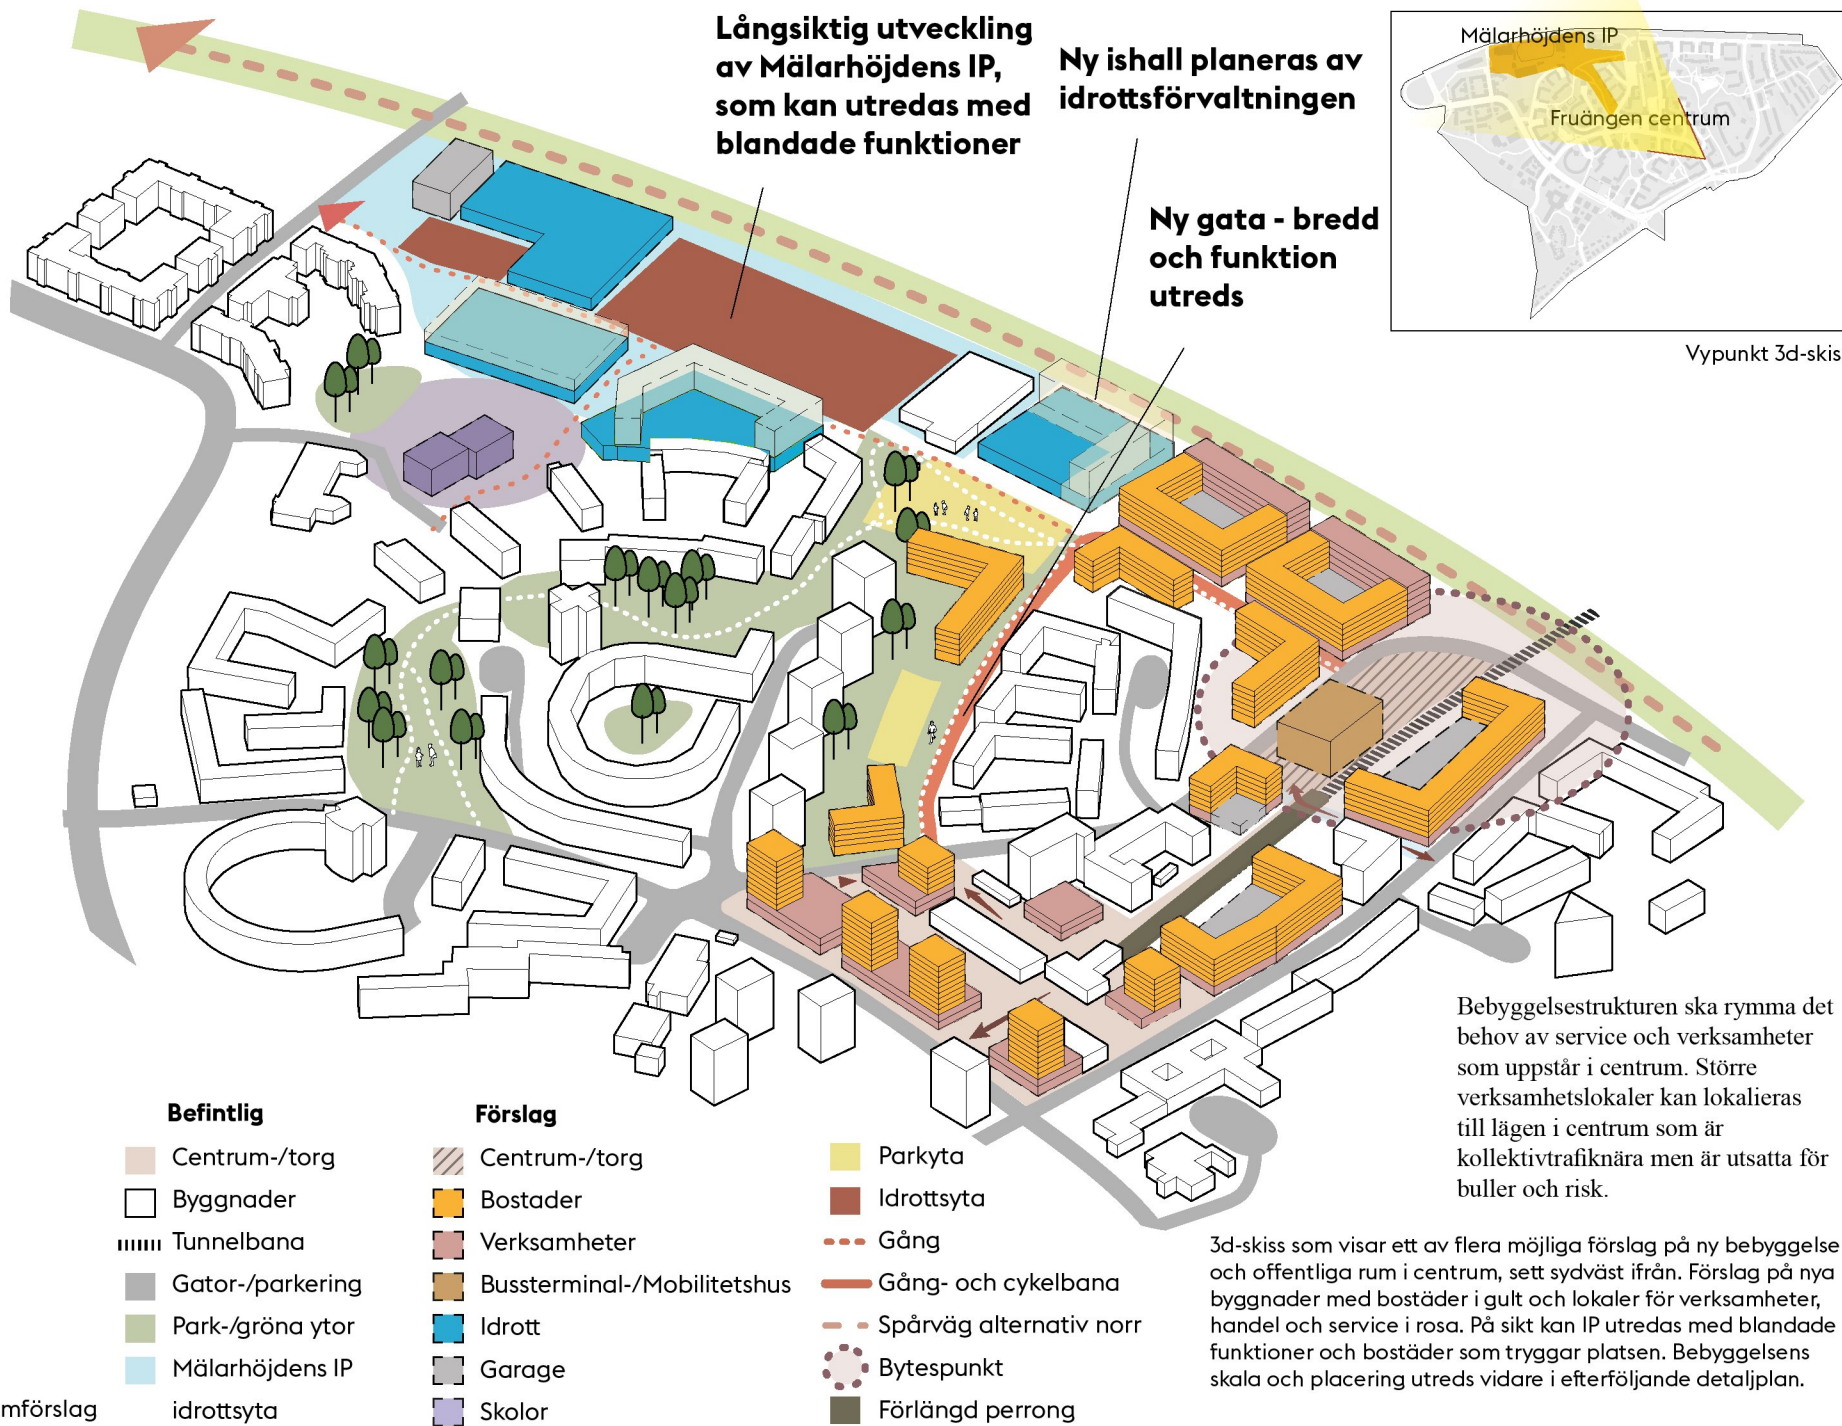 Långsiktig utveckling
av Mälarhöjdens IP,
som kan utredas med
blandade funktioner
Ny ishall planeras av
idrottsförvaltningen
Ny gata - bredd
och funktion
utreds
Mälarhöjdens IP
Fruängen centrum
Vypunkt 3d-skis
Bebyggelsestrukturen ska rymma det
behov av service och verksamheter
som uppstår i centrum. Större
verksamhetslokaler kan lokalieras
till lägen i centrum som är
kollektivtrafiknära men är utsatta för
buller och risk.
Befintlig
Centrum-/torg
Byggnader
Tunnelbana
Gator-/parkering
Park-/gröna ytor
Mälarhöjdens IP
idrottsyta
mförslag
Förslag
Centrum-/torg
Bostader
Verksamheter
Bussterminal-/Mobilitetshus
Idrott
Garage
Skolor
Parkyta
Idrottsyta
Gång
Gång- och cykelbana
Spårväg alternativ norr
Bytespunkt
Förlängd perrong
3d-skiss som visar ett av flera möjliga förslag på ny bebyggelse
och offentliga rum i centrum, sett sydväst ifrån. Förslag på nya
byggnader med bostäder i gult och lokaler för verksamheter,
handel och service i rosa. På sikt kan IP utredas med blandade
funktioner och bostäder som tryggar platsen. Bebyggelsens
skala och placering utreds vidare i efterföljande detaljplan.